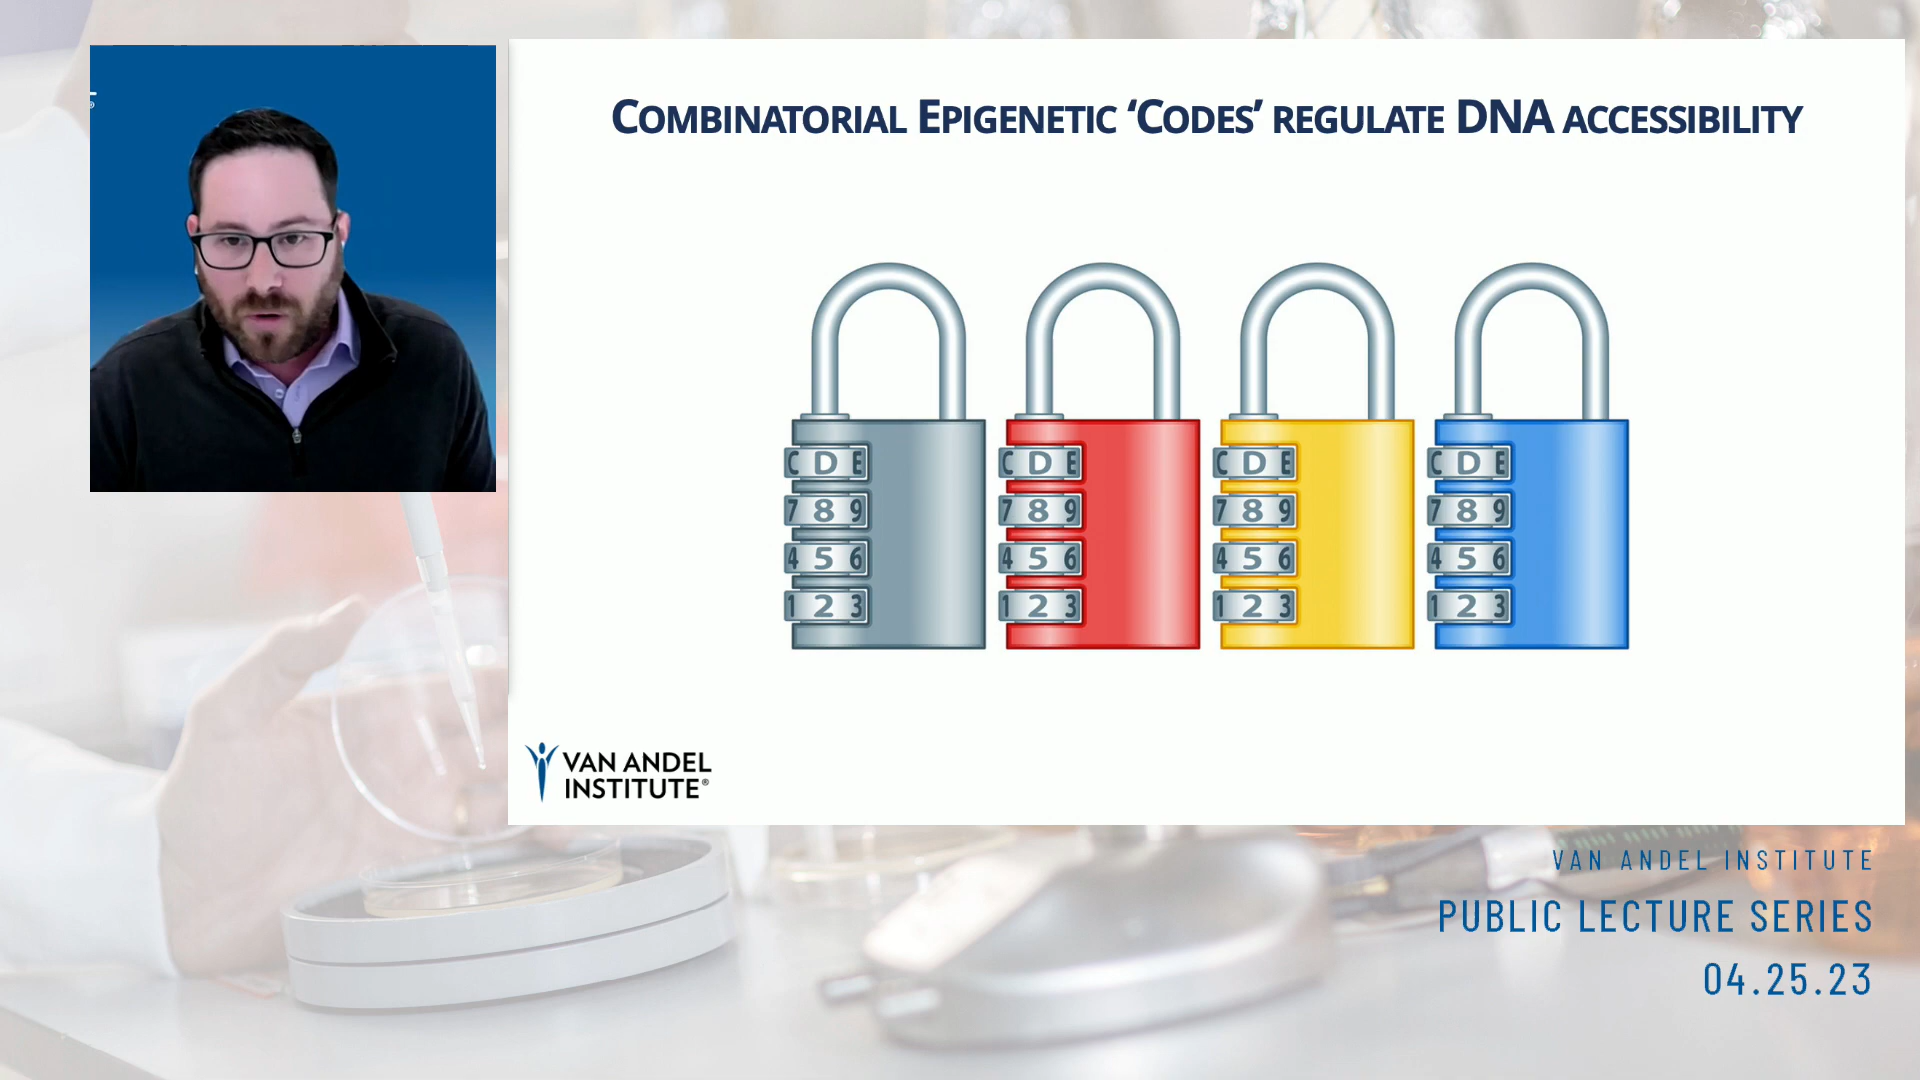 COMBINATORIAL EPIGENETIC ‘CODES’ REGULATE DNA ACCESSIBILITY
C D E
7 8 9
4 5 6
1 2 3
C D E
7 8 9
4 5 6
1 2 3
C D E
7 8 9
4 5 6
1 2 3
C D E
7 8 9
4 5 6
1 2 3
VAN ANDEL
INSTITUTE®
VAN ANDEL INSTITUTE
PUBLIC LECTURE SERIES
04.25.23